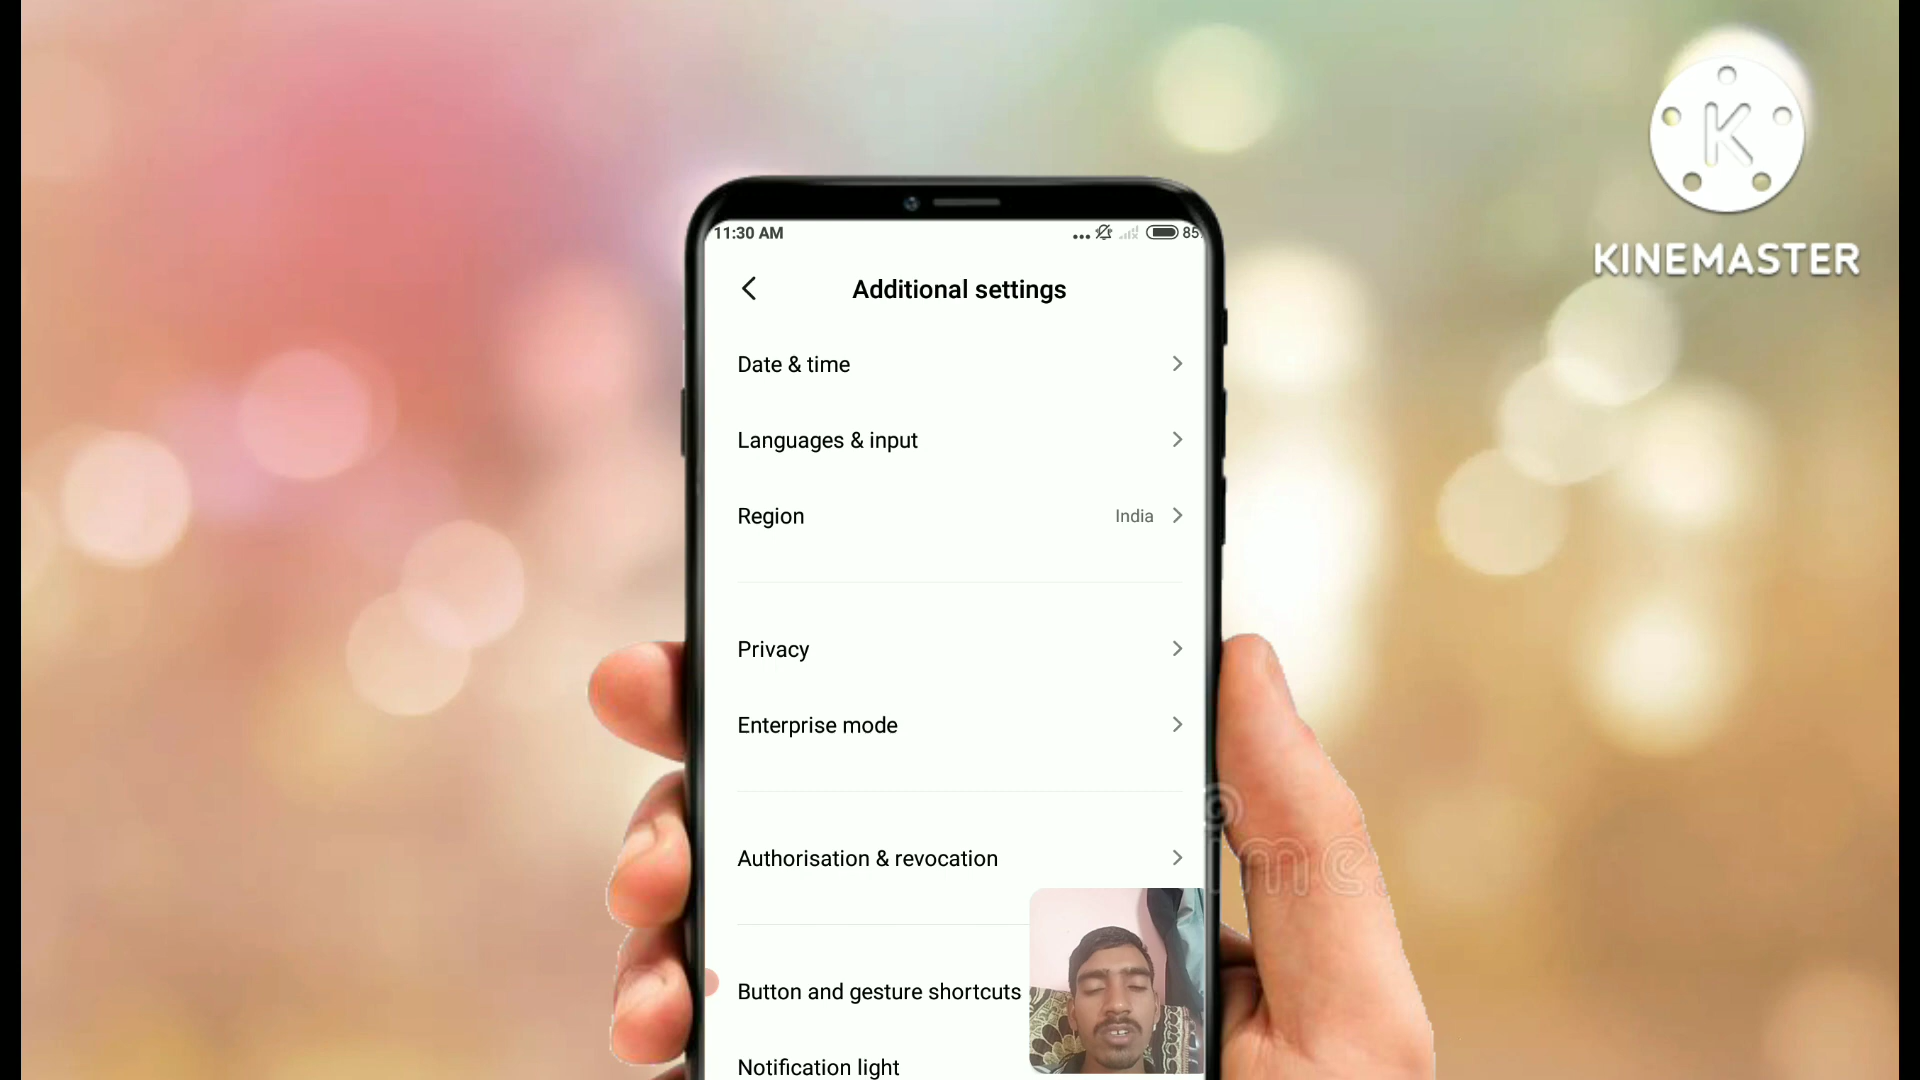 K
KINEMASTER
11:30 AM
85
Additional settings
Date & time
Languages & input
Region India
Privacy
Enterprise mode
Authorisation & revocation
Button and gesture shortcuts
Notification light